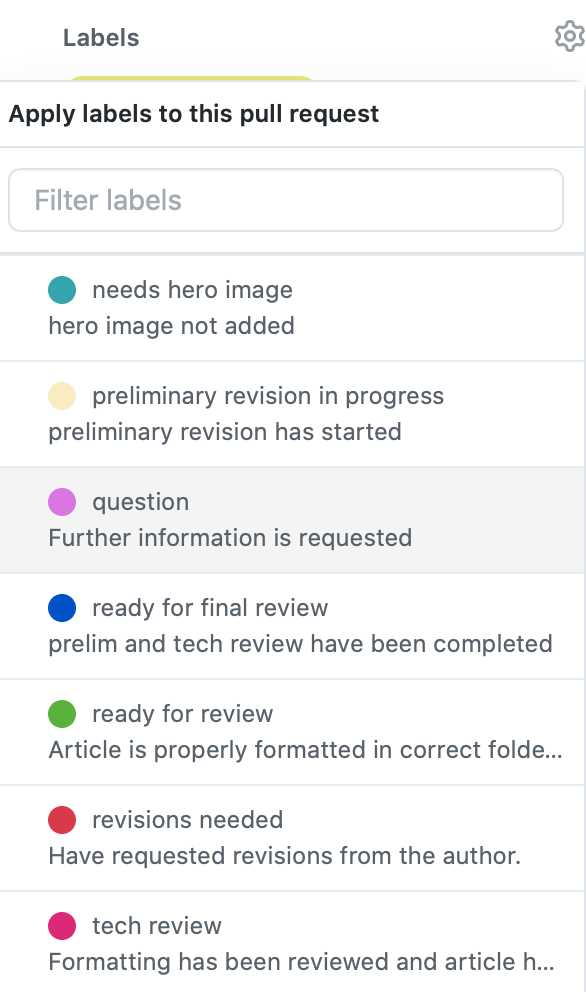 Labels
Apply labels to this pull request
Filter labels
needs hero image
hero image not added
preliminary revision in progress
preliminary revision has started
question
Further information is requested
ready for final review
prelim and tech review have been completed
ready for review
Article is properly formatted in correct folde...
revisions needed
Have requested revisions from the author.
tech review
Formatting has been reviewed and article h...